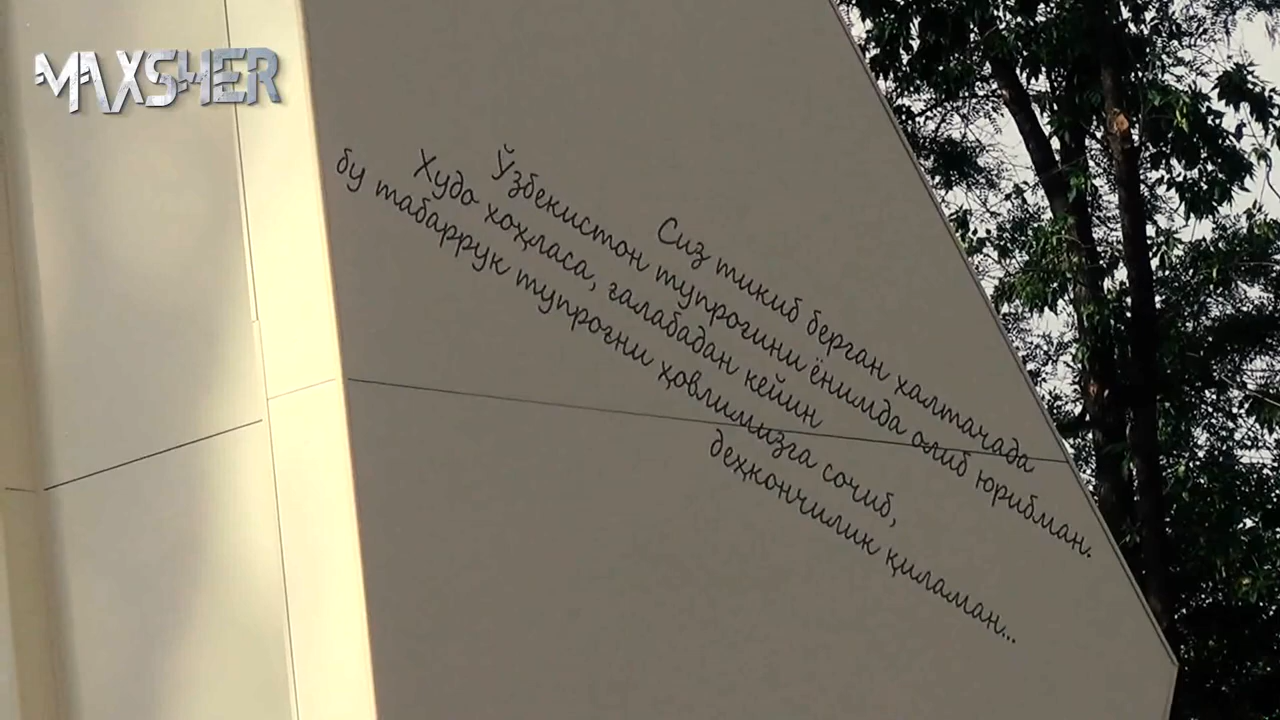 MAXSHER
Сиз тикиб берган халтачада
Ўзбекистон тупроғини ёнимда олиб юрибман.
Худо хоҳласа, ғалабадан кейин
бу табаррук тупроғни ҳовлимизга сочиб,
деҳқончилик қиламан...